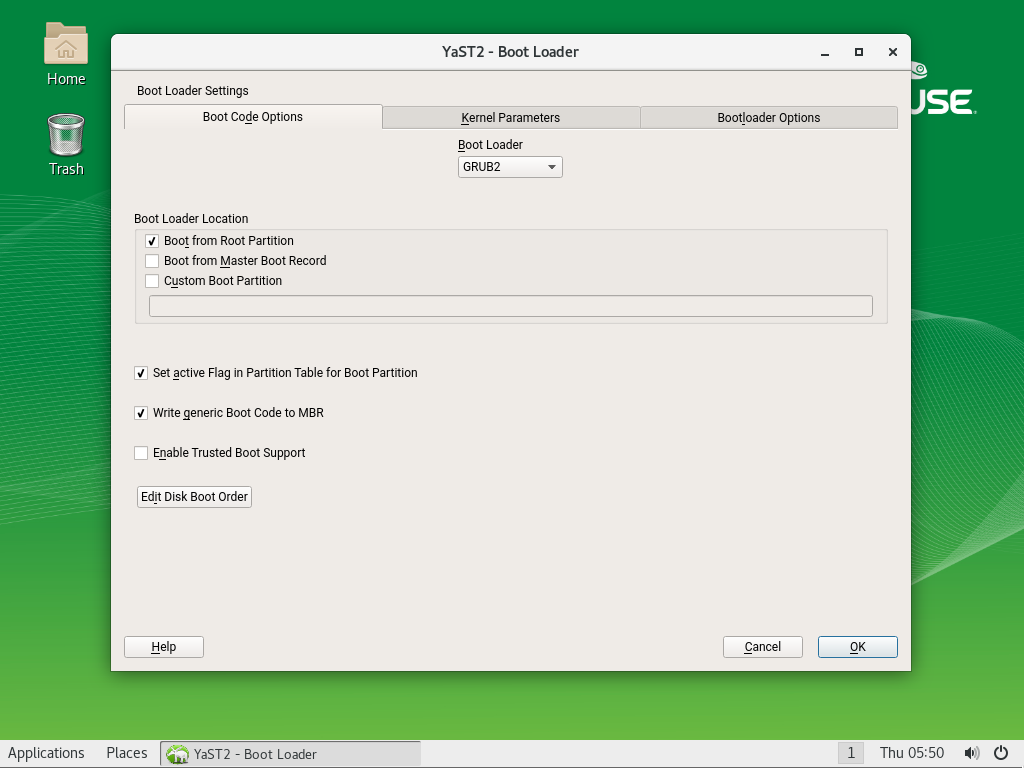 Home
Trash
USE
YaST2 - Boot Loader
Boot Loader Settings
Boot Code Options
Kernel Parameters
Bootloader Options
Boot Loader
GRUB2
Boot Loader Location
Boot from Root Partition
Boot from Master Boot Record
Custom Boot Partition
Set active Flag in Partition Table for Boot Partition
Write generic Boot Code to MBR
Enable Trusted Boot Support
Edit Disk Boot Order
Help
Cancel
OK
Applications
Places
YaST2 - Boot Loader
1
Thu 05:50